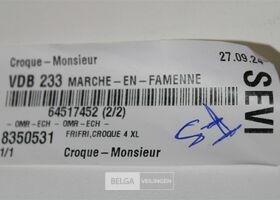 Croque-Monsieur
27.09.24
VDB 233 MARCHE-EN-FAMENNE
SEVI
64517452 (2/2)
- OMR-ECH - OMR-ECH -
8350531
FRIFRI,CROQUE 4 XL
1/1
Croque-Monsieur
BELGA VEILINGEN